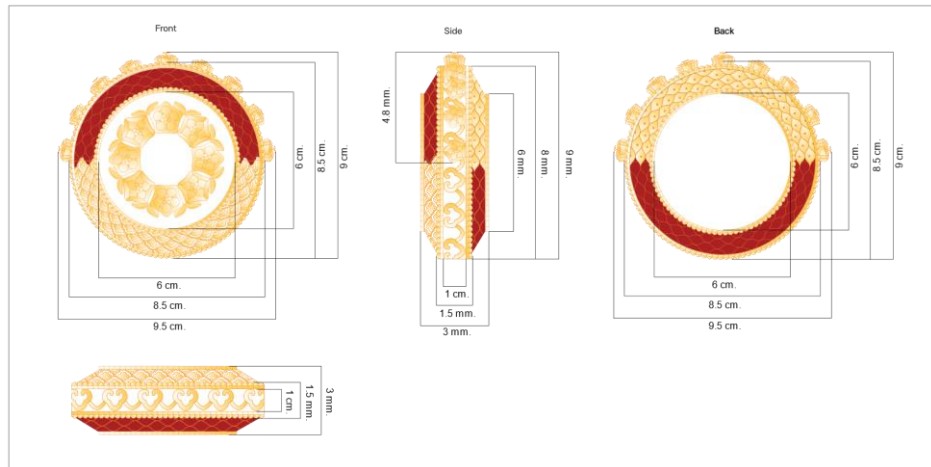 Front
6 cm.
8.5 cm.
9 cm.
6 cm.
8.5 cm.
9.5 cm.
Side
4.8 mm.
6 mm.
8 mm.
9 mm.
1 cm.
1.5 mm.
3 mm.
Back
6 cm.
8.5 cm.
9 cm.
6 cm.
8.5 cm.
9.5 cm.
1 cm.
1.5 mm.
3 mm.